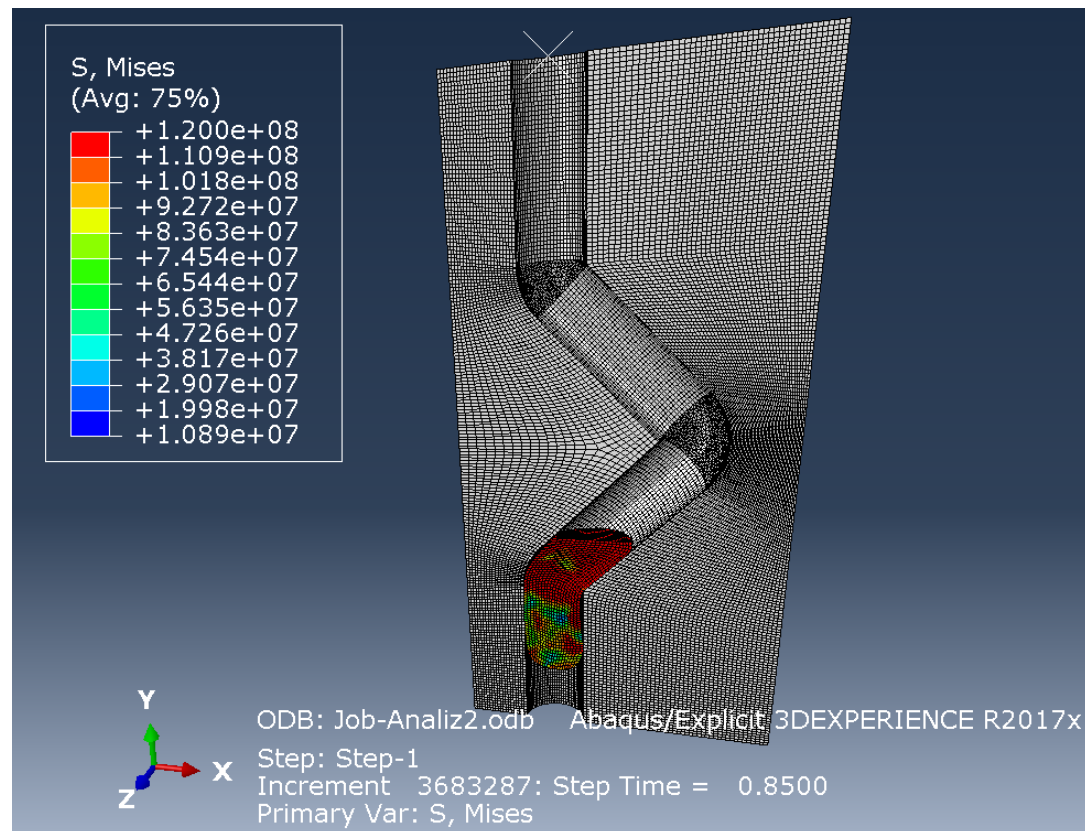 S, Mises
(Avg: 75%)
+1.200e+08
+1.109e+08
+1.018e+08
+9.272e+07
+8.363e+07
+7.454e+07
+6.544e+07
+5.635e+07
+4.726e+07
+3.817e+07
+2.907e+07
+1.998e+07
+1.089e+07
Y
X
Z
ODB: Job-Analiz2.odb Abaqus/Explicit 3DEXPERIENCE R2017x
Step: Step-1
Increment 3683287: Step Time = 0.8500
Primary Var: S, Mises